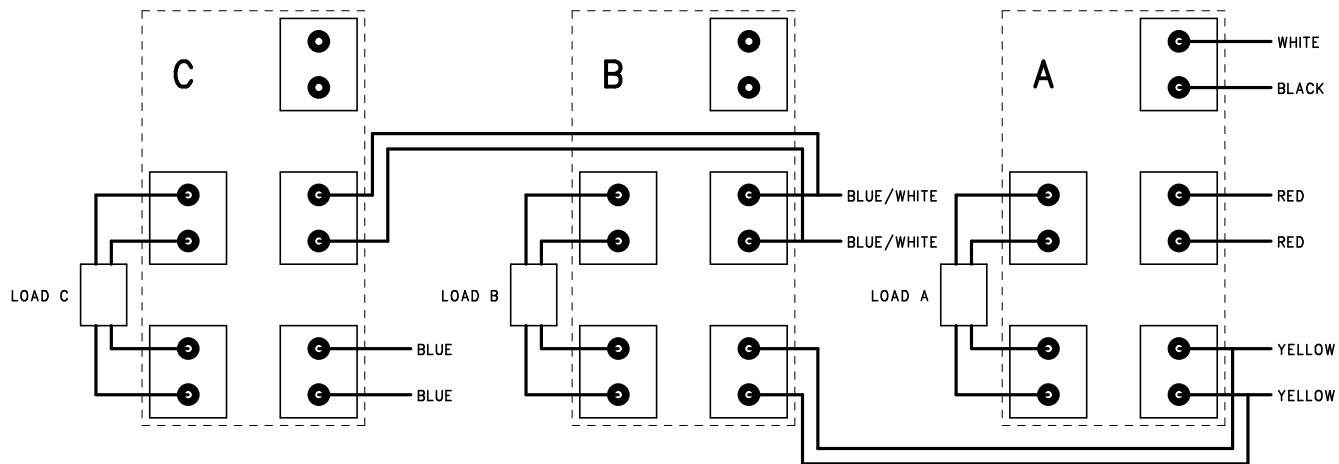 C
B
A
WHITE
BLACK
BLUE/WHITE
RED
BLUE/WHITE
RED
LOAD C
LOAD B
LOAD A
BLUE
YELLOW
BLUE
YELLOW